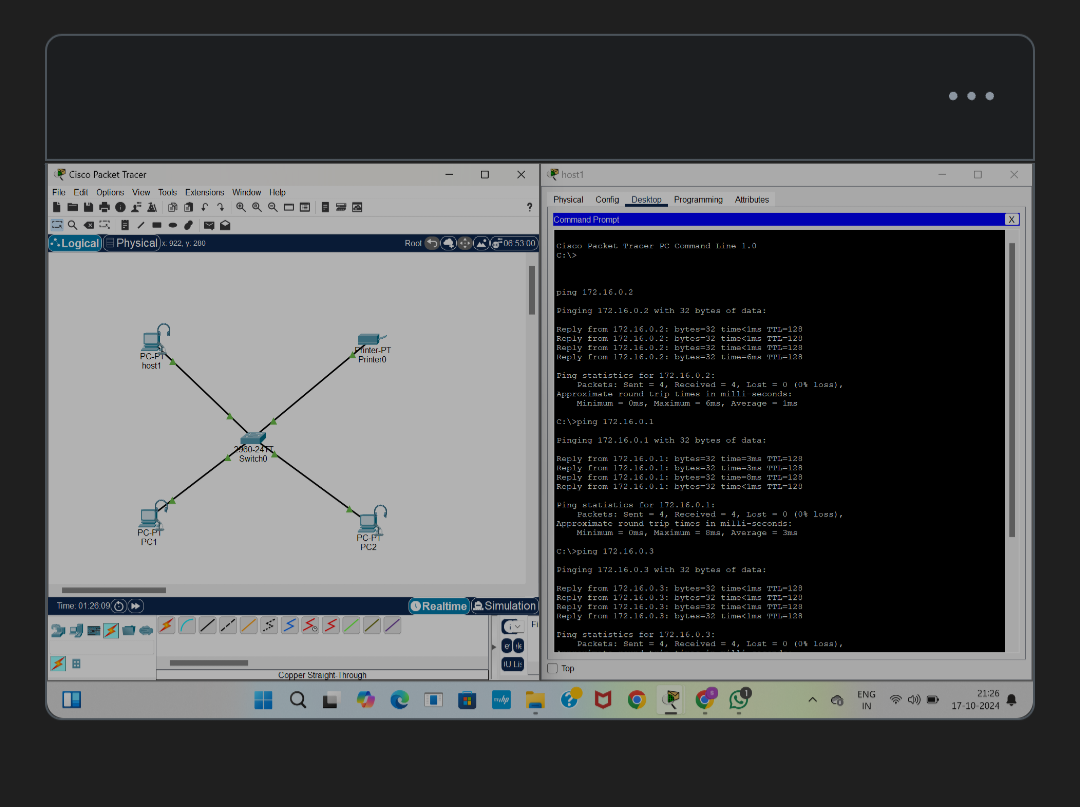 Cisco Packet Tracer
File Edit Options View Tools Extensions Window Help
?
Logical Physical x: 922, y: 280
Root 06:53:00
PC-PT
host1
Printer-PT
Printer0
2960-24TT
Switch0
PC-PT
PC1
PC-PT
PC2
Time: 01:26:09
Realtime Simulation
Copper Straight-Through
host1
Physical Config Desktop Programming Attributes
Command Prompt
X
Cisco Packet Tracer PC Command Line 1.0
C:\>
ping 172.16.0.2
Pinging 172.16.0.2 with 32 bytes of data:
Reply from 172.16.0.2: bytes=32 time<1ms TTL=128
Reply from 172.16.0.2: bytes=32 time<1ms TTL=128
Reply from 172.16.0.2: bytes=32 time<1ms TTL=128
Reply from 172.16.0.2: bytes=32 time=6ms TTL=128
Ping statistics for 172.16.0.2:
Packets: Sent = 4, Received = 4, Lost = 0 (0% loss),
Approximate round trip times in milli-seconds:
Minimum = 0ms, Maximum = 6ms, Average = 1ms
C:\>ping 172.16.0.1
Pinging 172.16.0.1 with 32 bytes of data:
Reply from 172.16.0.1: bytes=32 time=3ms TTL=128
Reply from 172.16.0.1: bytes=32 time=3ms TTL=128
Reply from 172.16.0.1: bytes=32 time=8ms TTL=128
Reply from 172.16.0.1: bytes=32 time<1ms TTL=128
Ping statistics for 172.16.0.1:
Packets: Sent = 4, Received = 4, Lost = 0 (0% loss),
Approximate round trip times in milli-seconds:
Minimum = 0ms, Maximum = 8ms, Average = 3ms
C:\>ping 172.16.0.3
Pinging 172.16.0.3 with 32 bytes of data:
Reply from 172.16.0.3: bytes=32 time<1ms TTL=128
Reply from 172.16.0.3: bytes=32 time<1ms TTL=128
Reply from 172.16.0.3: bytes=32 time<1ms TTL=128
Reply from 172.16.0.3: bytes=32 time<1ms TTL=128
Ping statistics for 172.16.0.3:
Packets: Sent = 4, Received = 4, Lost = 0 (0% loss),
Top
ENG
IN
21:26
17-10-2024